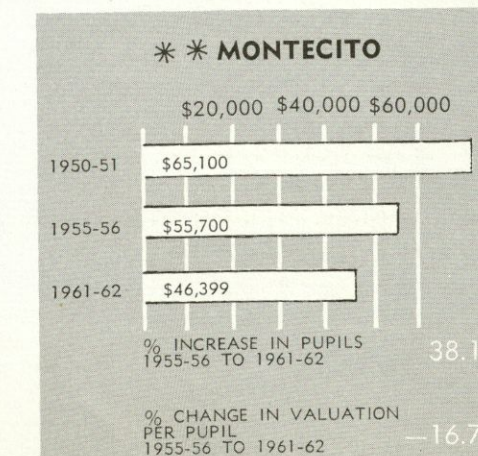 ** MONTECITO
$20,000 $40,000 $60,000
1950-51 $65,100
1955-56 $55,700
1961-62 $46,399
% INCREASE IN PUPILS 38.1
1955-56 TO 1961-62
% CHANGE IN VALUATION
PER PUPIL —16.7
1955-56 TO 1961-62